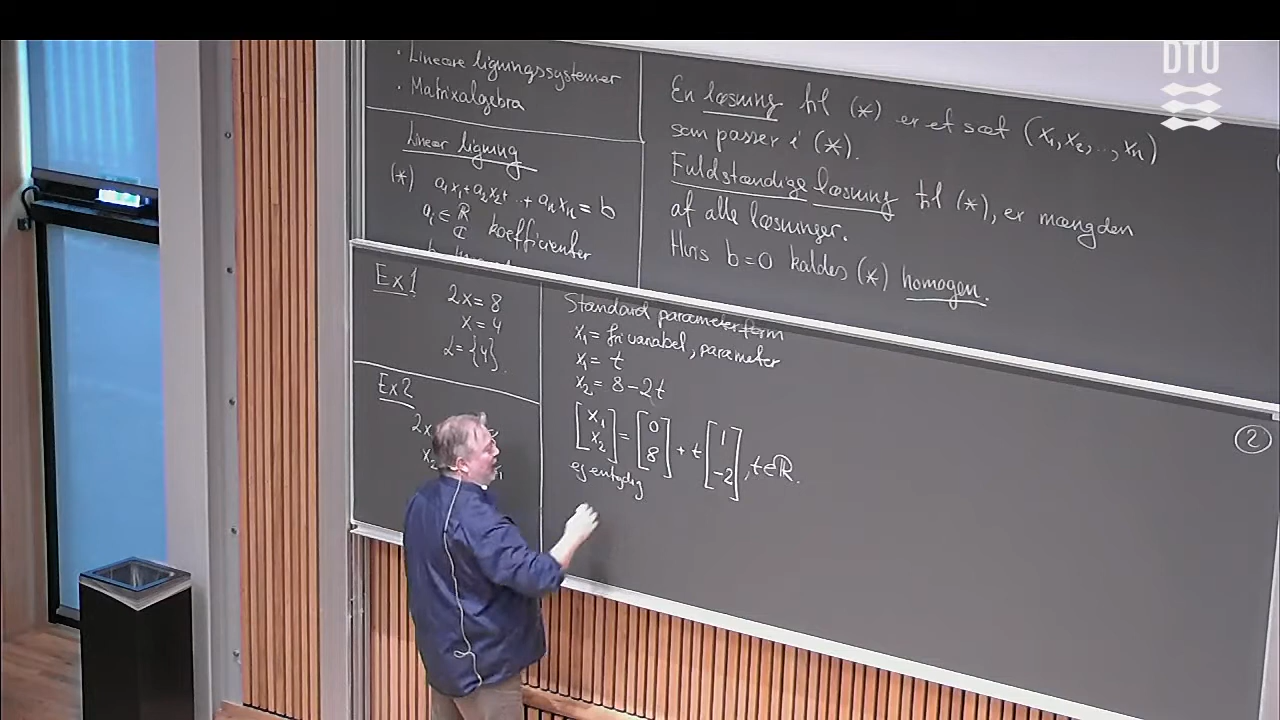 DTU
• Lineære ligningssystemer
• Matrixalgebra
Lineær ligning
(*) a₁x₁+a₂x₂+...+aₙxₙ = b
aᵢ ∈ ℝ
ℂ koefficienter
En løsning til (*) er et sæt (x₁,x₂,..,xₙ)
som passer i (*).
Fuldstændige løsning til (*), er mængden
af alle løsninger.
Hvis b=0 kaldes (*) homogen.
Ex1
2x = 8
x = 4
L = {4}.
Ex2
2x
x₂
Standard parameterform
x₁ = fri variabel, parameter
x₁ = t
x₂ = 8-2t
[x₁ x₂] = [0 8] + t [1 -2], t∈ℝ.
ej entydig
2